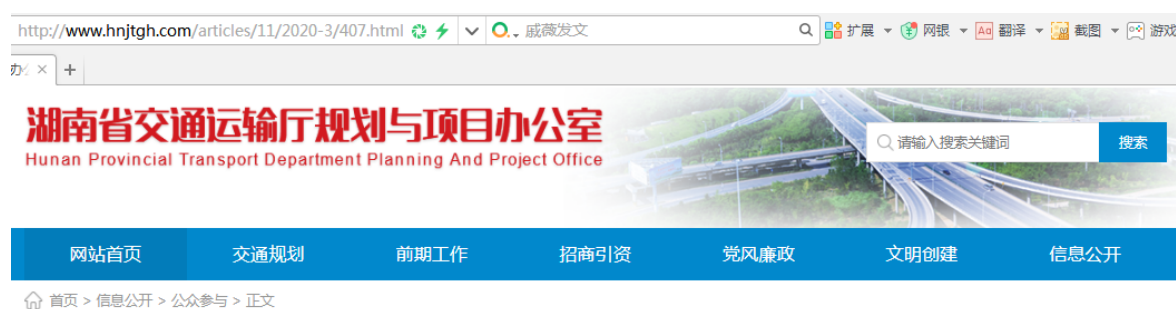 http://www.hnjtgh.com/articles/11/2020-3/407.html 戚薇发文 扩展 网银 Aa 翻译 截图 游戏
+
湖南省交通运输厅规划与项目办公室
Hunan Provincial Transport Department Planning And Project Office
请输入搜索关键词 搜索
网站首页 交通规划 前期工作 招商引资 党风廉政 文明创建 信息公开
首页 > 信息公开 > 公众参与 > 正文